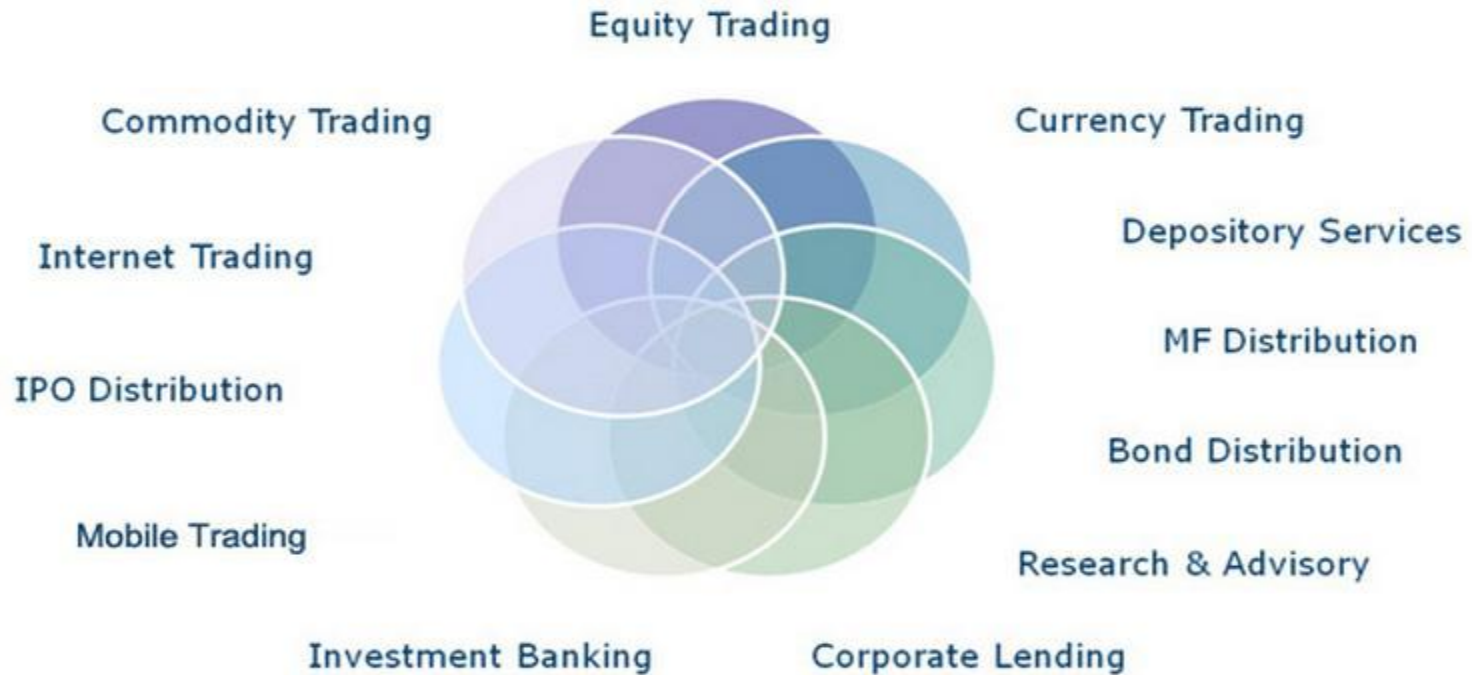 Equity Trading
Commodity Trading
Currency Trading
Internet Trading
Depository Services
IPO Distribution
MF Distribution
Mobile Trading
Bond Distribution
Research & Advisory
Investment Banking
Corporate Lending